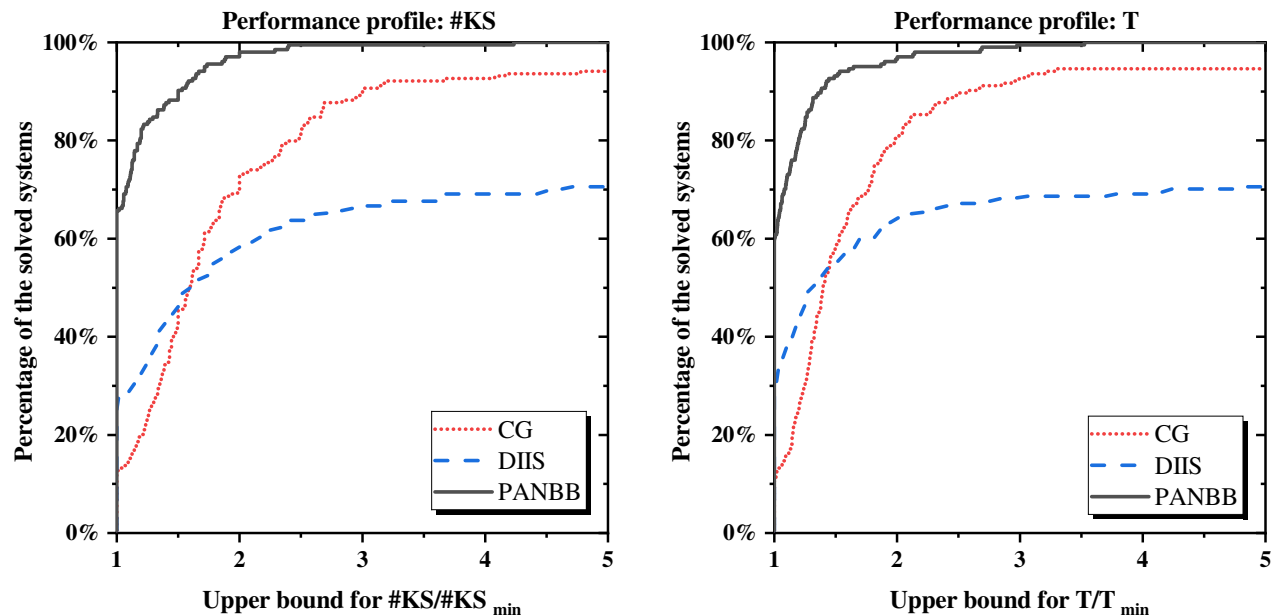 Performance profile: #KS
100%
80%
60%
40%
20%
0%
Percentage of the solved systems
CG
DIIS
PANBB
1 2 3 4 5
Upper bound for #KS/#KS min
Performance profile: T
100%
80%
60%
40%
20%
0%
Percentage of the solved systems
CG
DIIS
PANBB
1 2 3 4 5
Upper bound for T/T min